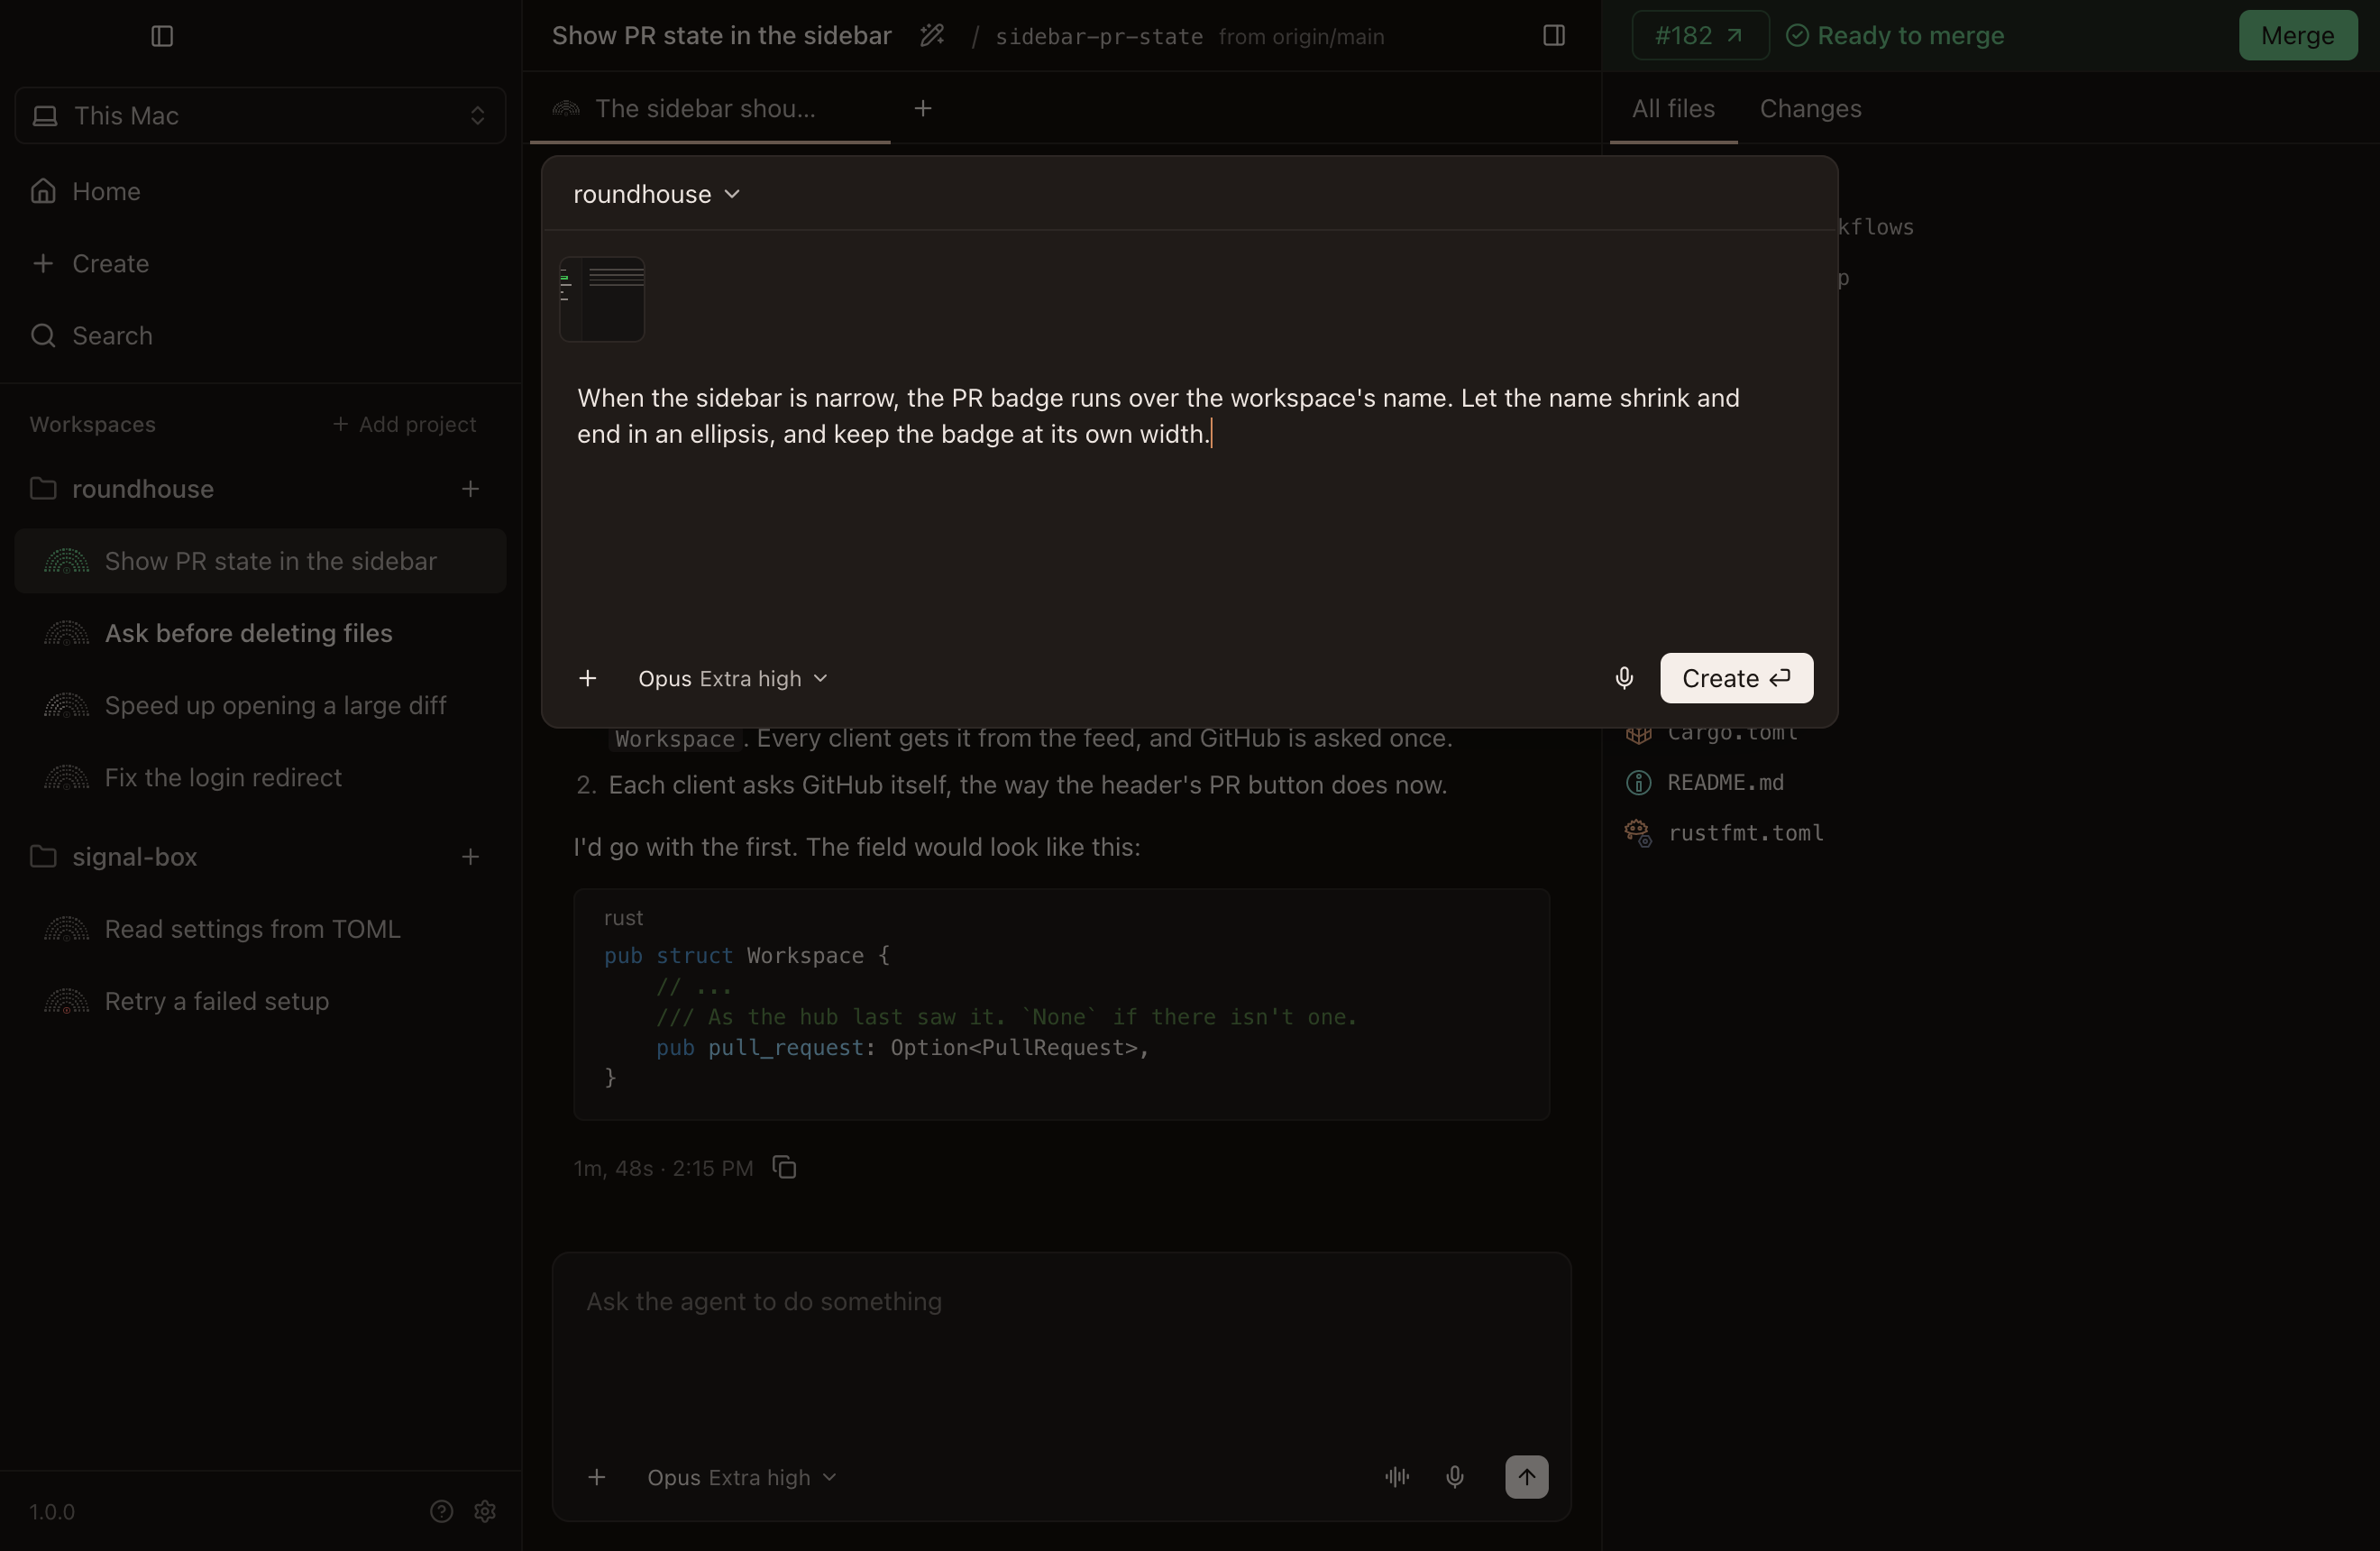 Show PR state in the sidebar / sidebar-pr-state from origin/main
#182 Ready to merge
Merge
This Mac
The sidebar shou...
All files
Changes
Home
Create
Search
Workspaces
Add project
roundhouse
Show PR state in the sidebar
Ask before deleting files
Speed up opening a large diff
Fix the login redirect
signal-box
Read settings from TOML
Retry a failed setup
1.0.0
roundhouse
When the sidebar is narrow, the PR badge runs over the workspace's name. Let the name shrink and
end in an ellipsis, and keep the badge at its own width.
Opus Extra high
Create
Workspace. Every client gets it from the feed, and GitHub is asked once.
2. Each client asks GitHub itself, the way the header's PR button does now.
I'd go with the first. The field would look like this:
rust
pub struct Workspace {
// ...
/// As the hub last saw it. `None` if there isn't one.
pub pull_request: Option<PullRequest>,
}
1m, 48s · 2:15 PM
Ask the agent to do something
Opus Extra high
kflows
p
Cargo.toml
README.md
rustfmt.toml